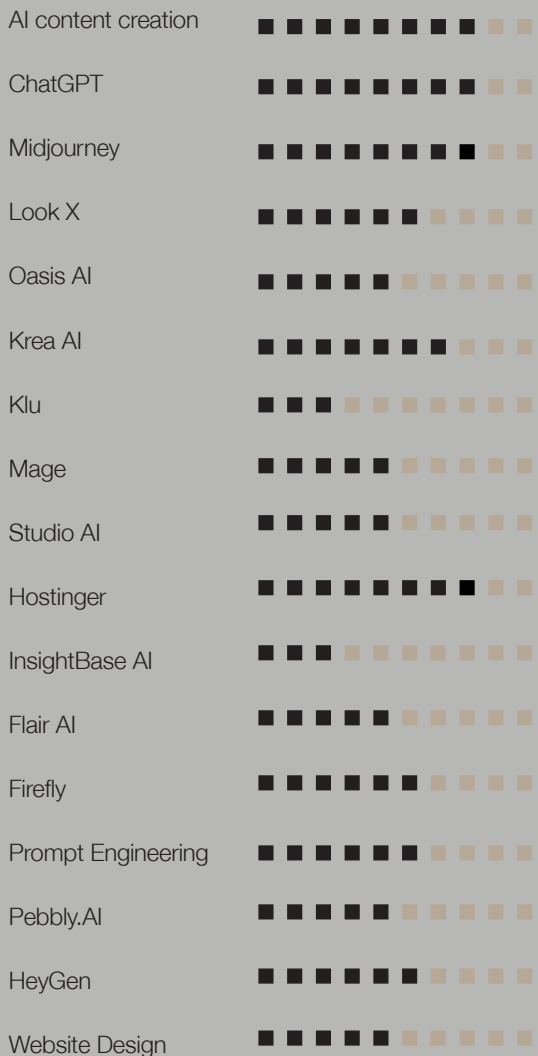 AI content creation
ChatGPT
Midjourney
Look X
Oasis AI
Krea AI
Klu
Mage
Studio AI
Hostinger
InsightBase AI
Flair AI
Firefly
Prompt Engineering
Pebbly.AI
HeyGen
Website Design